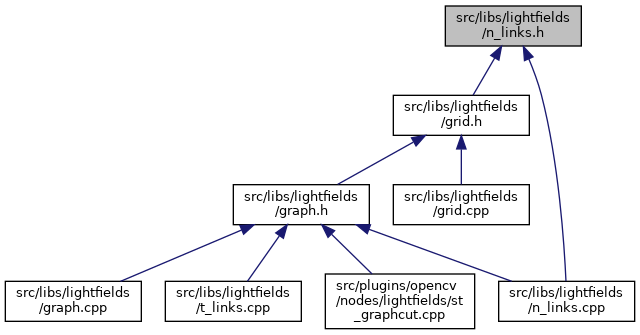 src/libs/lightfields
/n_links.h
src/libs/lightfields
/grid.h
src/libs/lightfields
/graph.h
src/libs/lightfields
/grid.cpp
src/libs/lightfields
/graph.cpp
src/libs/lightfields
/t_links.cpp
src/plugins/opencv
/nodes/lightfields/st
_graphcut.cpp
src/libs/lightfields
/n_links.cpp